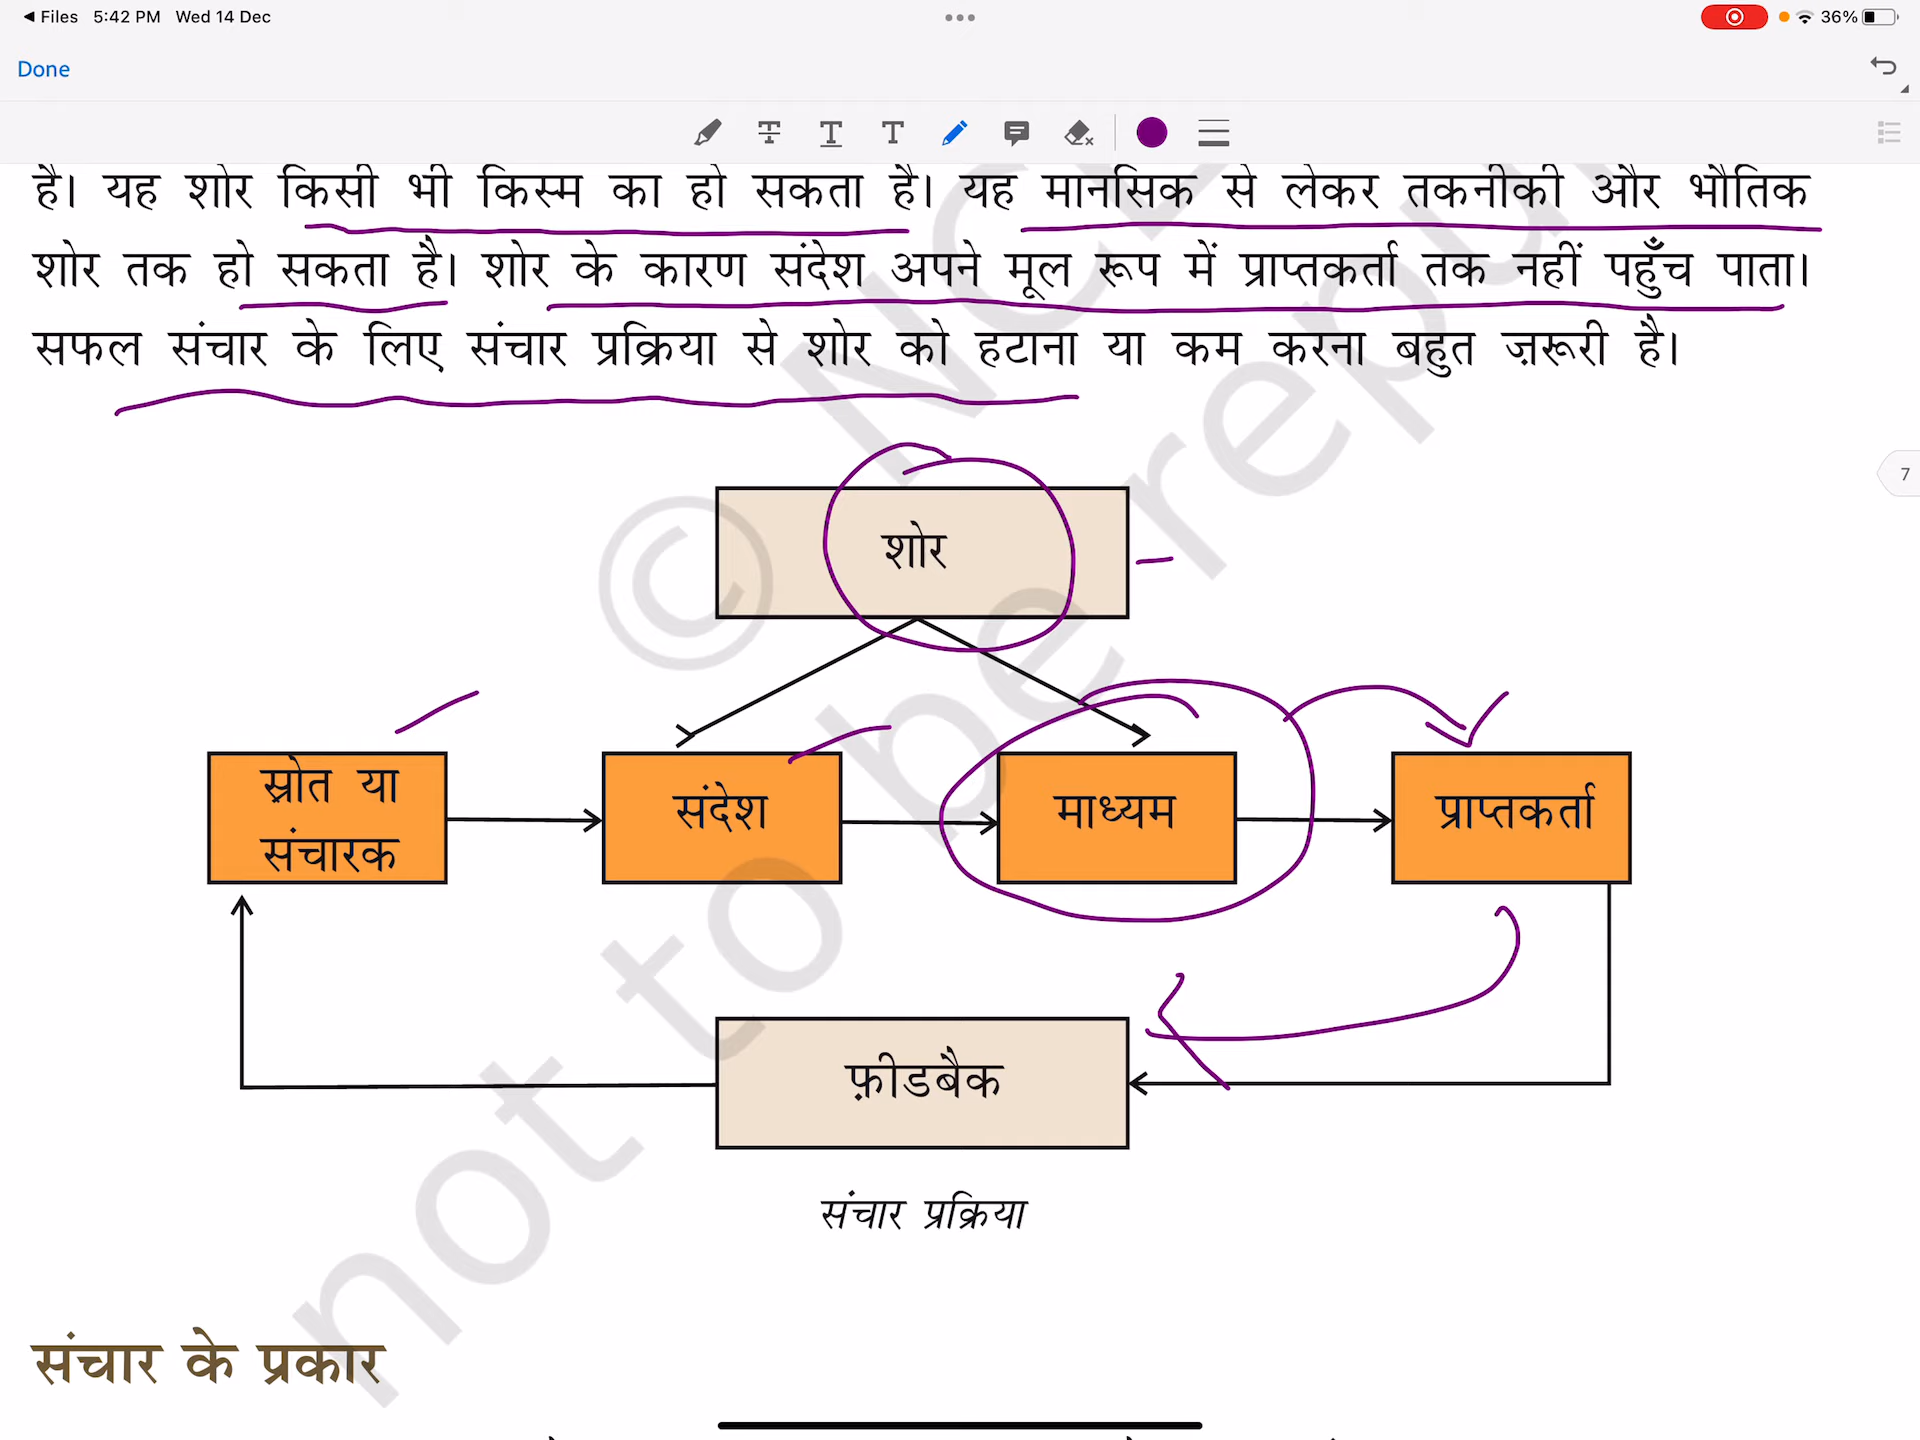 Files 5:42 PM Wed 14 Dec
36%
Done
है। यह शोर किसी भी किस्म का हो सकता है। यह मानसिक से लेकर तकनीकी और भौतिक
शोर तक हो सकता है। शोर के कारण संदेश अपने मूल रूप में प्राप्तकर्ता तक नहीं पहुँच पाता।
सफल संचार के लिए संचार प्रक्रिया से शोर को हटाना या कम करना बहुत ज़रूरी है।
7
शोर
स्रोत या
संचारक
संदेश
माध्यम
प्राप्तकर्ता
फ़ीडबैक
संचार प्रक्रिया
संचार के प्रकार
not to be repu